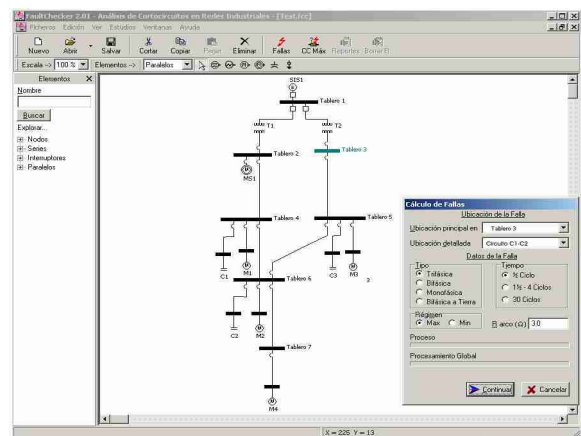 FaultChecker 2.01 - Análisis de Cortocircuitos en Redes Industriales - [Test.fcc]
Ficheros Edición Ver Estudios Ventanas Ayuda
Nuevo Abrir Salvar Cortar Copiar Pegar Eliminar Fallas CC Máx Reportes Borrar R.
Escala -> 100 % Elementos -> Paralelos
Elementos X
Nombre
Buscar
Explorar...
Nodos
Series
Interruptores
Paralelos
SIS1
Tablero 1
T1
T2
Tablero 2
Tablero 3
MS1
Tablero 4
Tablero 5
C1
M1
C3
M3
Tablero 6
C2
M2
Tablero 7
M4
Cálculo de Fallas
Ubicación de la Falla
Ubicación principal en Tablero 3
Ubicación detallada Circuito C1-C2
Datos de la Falla
Tipo
Trifásica
Bifásica
Monofásica
Bifásica a Tierra
Tiempo
½ Ciclo
1½ - 4 Ciclos
30 Ciclos
Régimen
Max Min
R arco (Ω) 3.0
Proceso
Procesamiento Global
Continuar Cancelar
X = 225 Y = 13